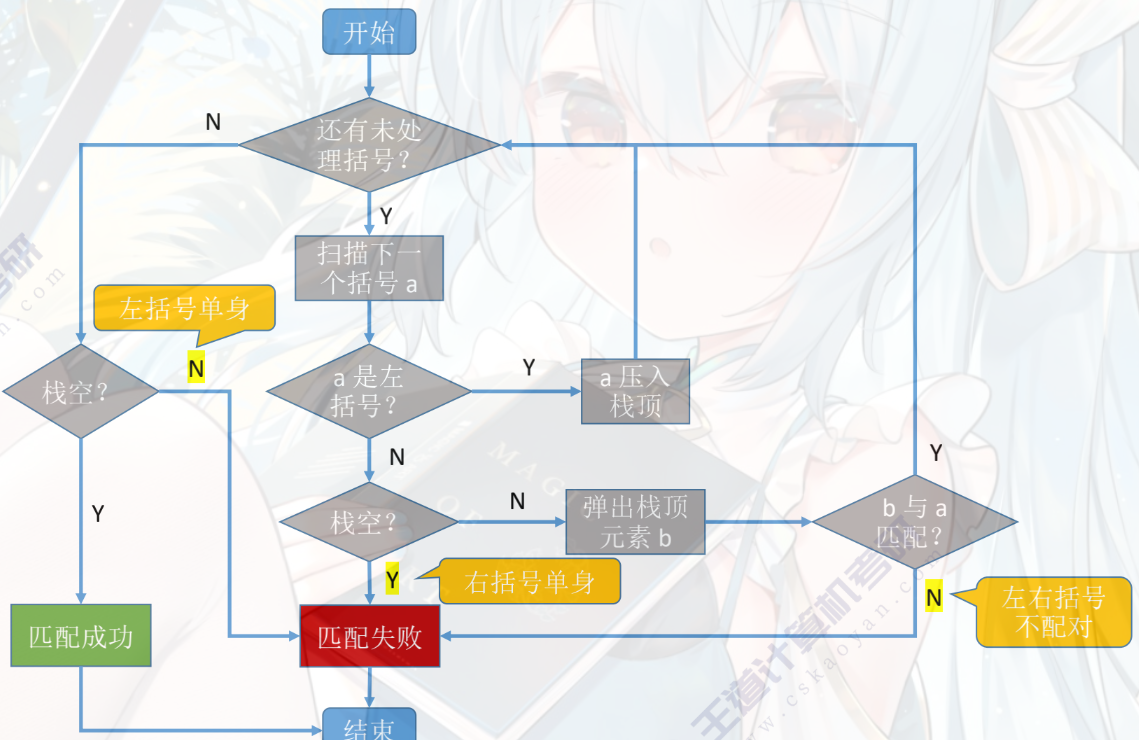 开始
N
还有未处
理括号？
Y
扫描下一
个括号 a
左括号单身
N
栈空？
a 是左
括号？
Y
a 压入
栈顶
N
Y
栈空？
N
弹出栈顶
元素 b
b 与 a
匹配？
Y
Y
右括号单身
N
左右括号
不配对
匹配成功
匹配失败
结束
王道计算机考研
www.cskaoyan.com